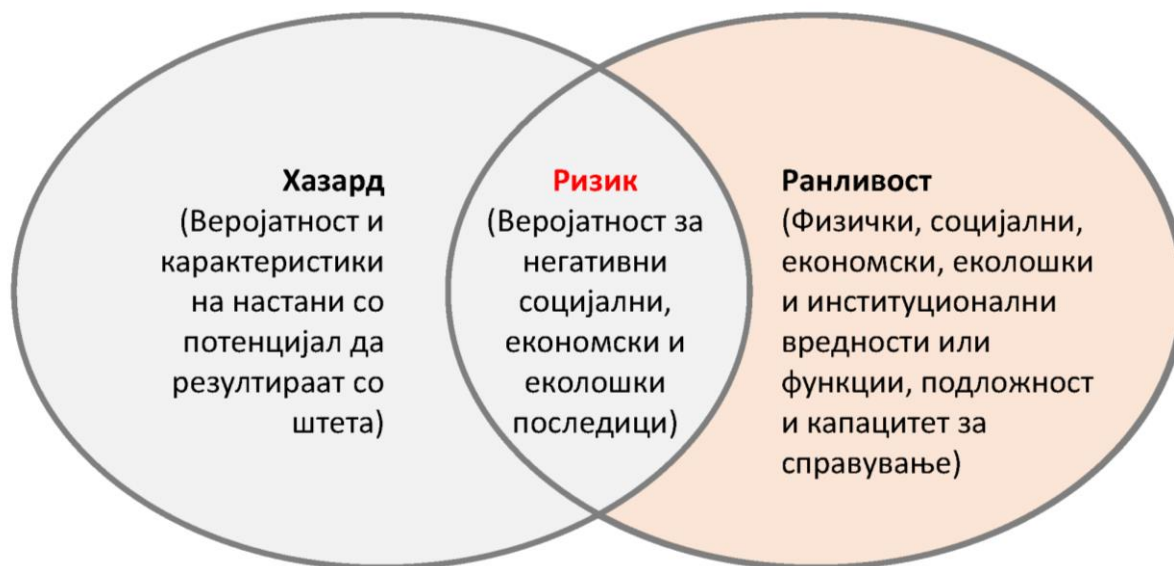 Хазард
(Веројатност и
карактеристики
на настани со
потенцијал да
резултираат со
штета)
Ризик
(Веројатност за
негативни
социјални,
економски и
еколошки
последици)
Ранливост
(Физички, социјални,
економски, еколошки
и институционални
вредности или
функции, подложност
и капацитет за
справување)